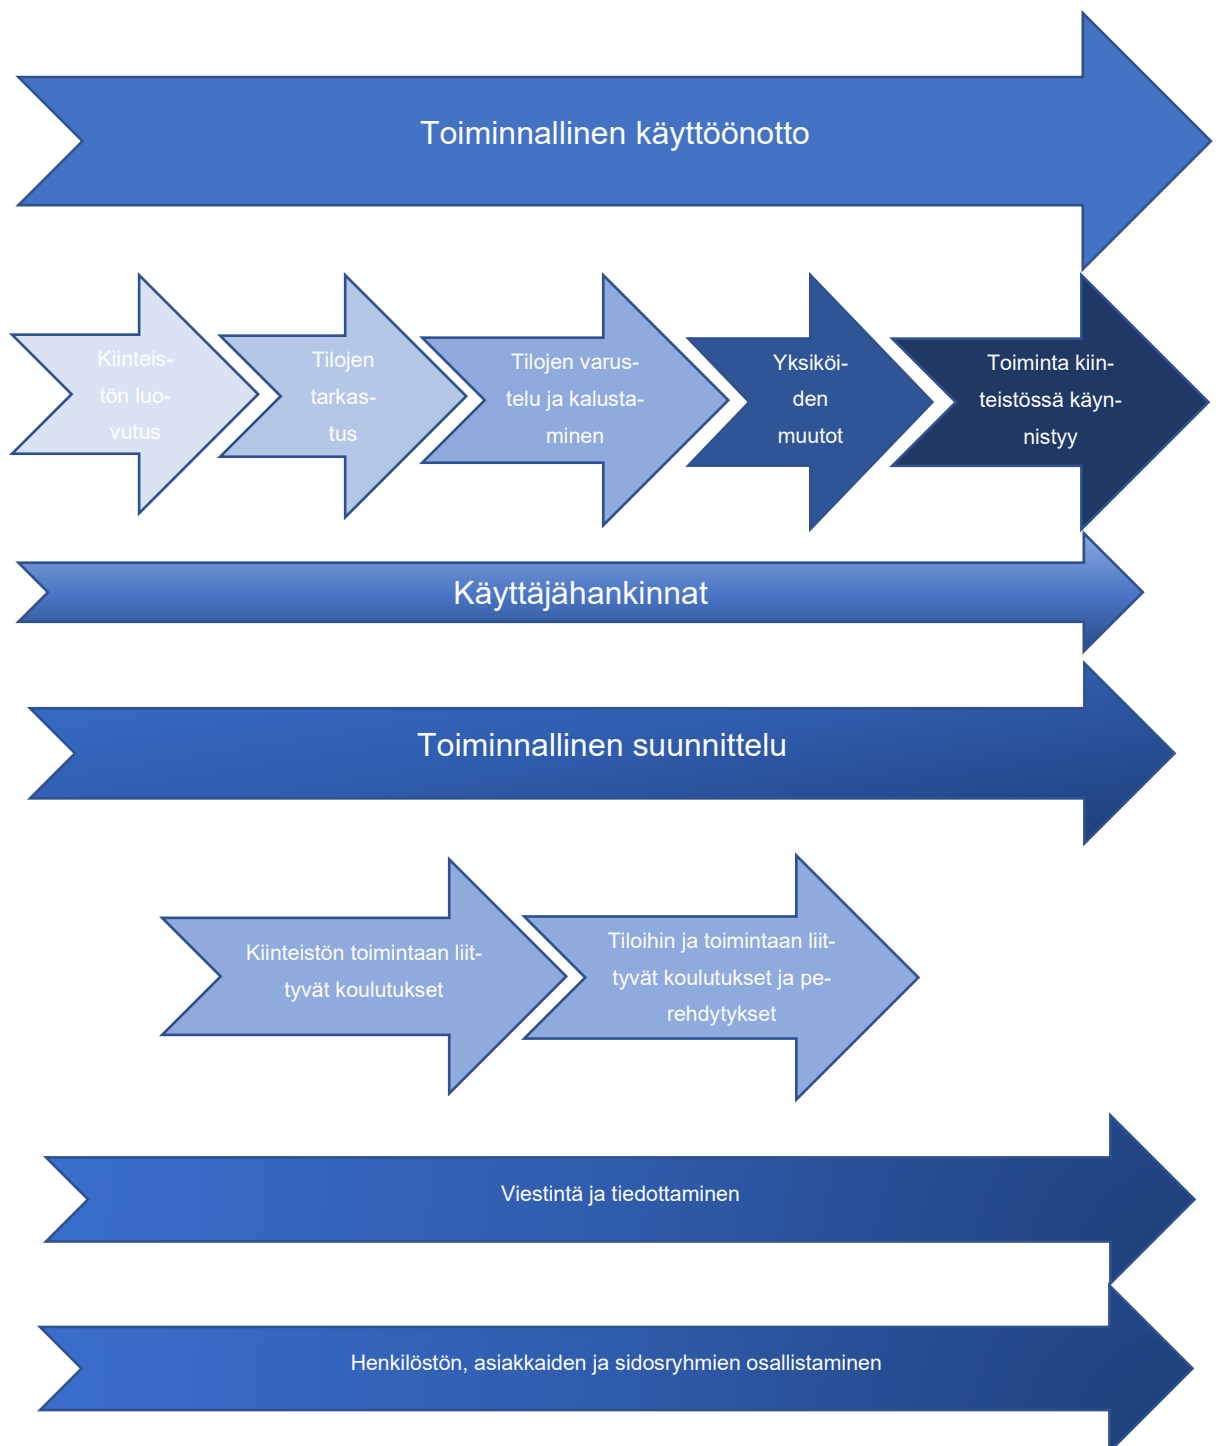 Toiminnallinen käyttöönotto
Kiinteis-
tön luo-
vutus
Tilojen
tarkas-
tus
Tilojen varus-
telu ja kalusta-
minen
Yksiköi-
den
muutot
Toiminta kiin-
teistössä käyn-
nistyy
Käyttäjähankinnat
Toiminnallinen suunnittelu
Kiinteistön toimintaan liit-
tyvät koulutukset
Tiloihin ja toimintaan liit-
tyvät koulutukset ja pe-
rehdytykset
Viestintä ja tiedottaminen
Henkilöstön, asiakkaiden ja sidosryhmien osallistaminen